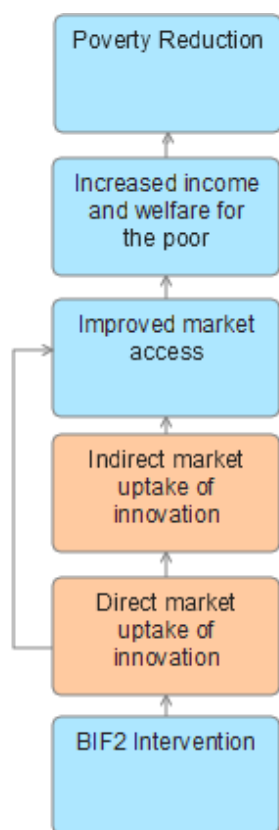 Poverty Reduction
Increased income
and welfare for
the poor
Improved market
access
Indirect market
uptake of
innovation
Direct market
uptake of
innovation
BIF2 Intervention